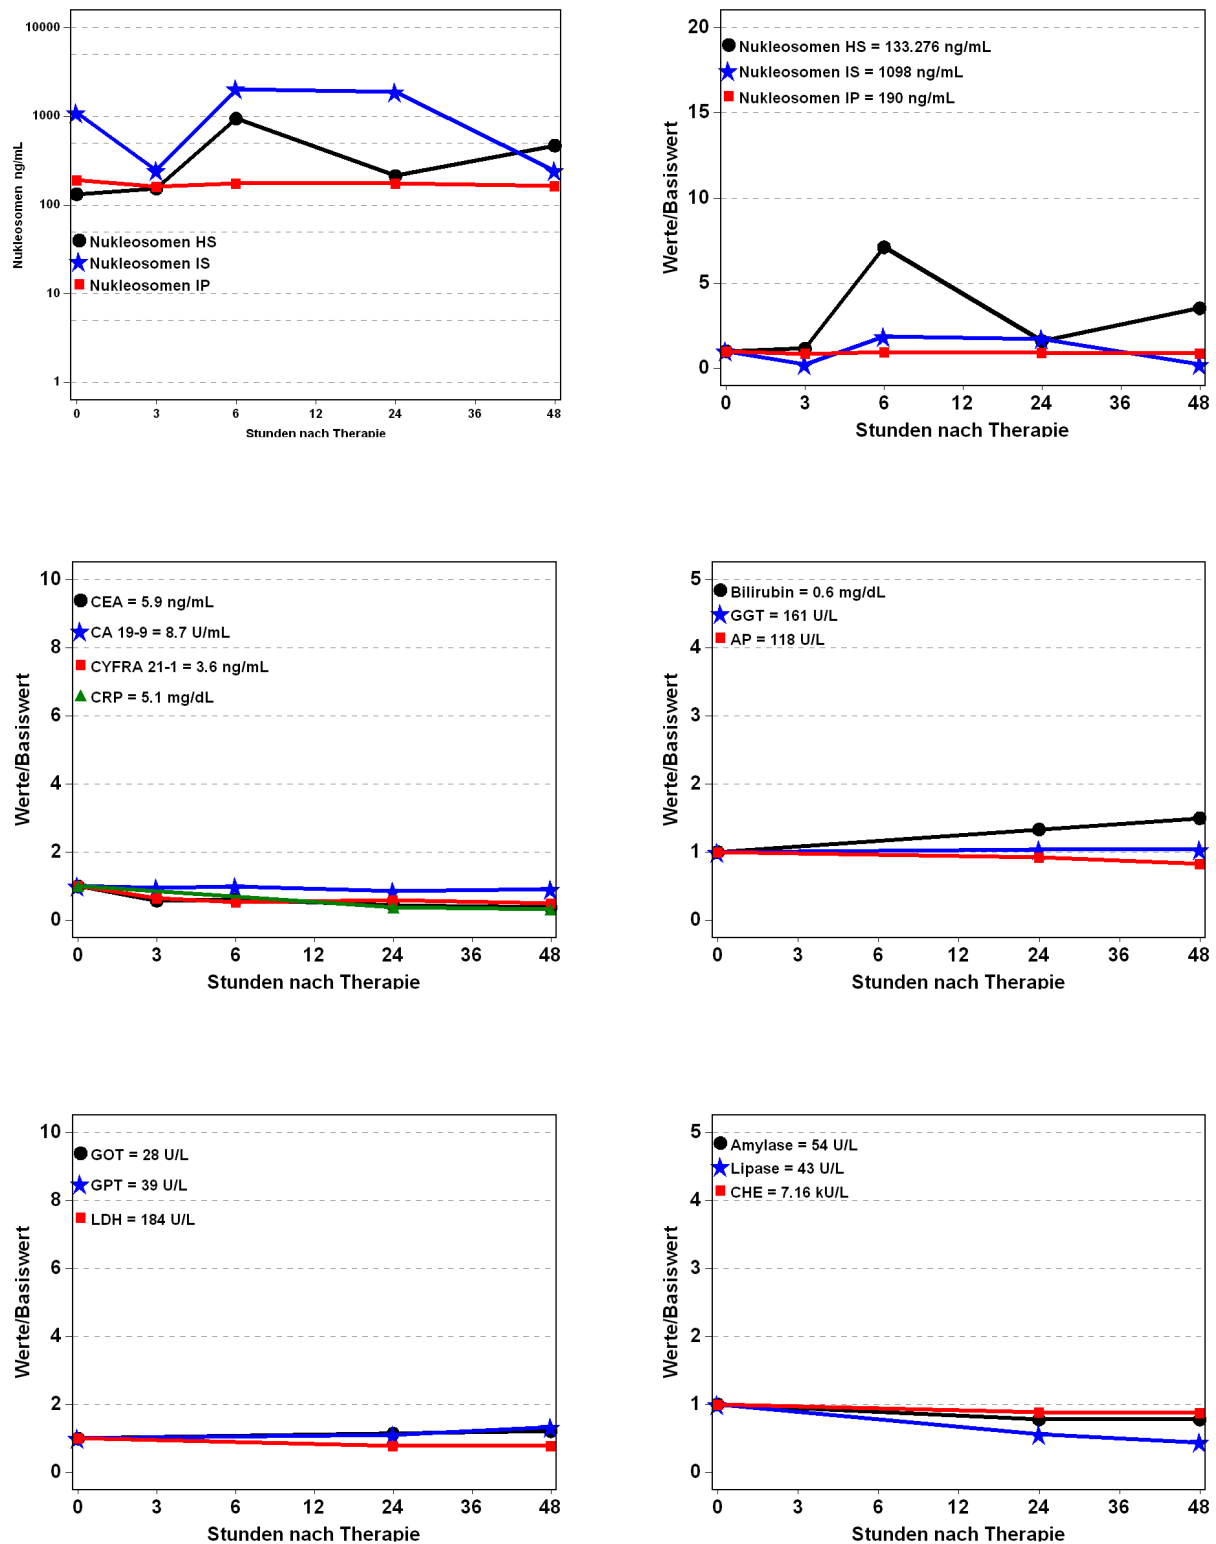 10000
1000
100
10
1
Nukleosomen ng/mL
Nukleosomen HS
Nukleosomen IS
Nukleosomen IP
0 3 6 12 24 36 48
Stunden nach Therapie
20
15
10
5
0
Werte/Basiswert
Nukleosomen HS = 133.276 ng/mL
Nukleosomen IS = 1098 ng/mL
Nukleosomen IP = 190 ng/mL
0 3 6 12 24 36 48
Stunden nach Therapie
10
8
6
4
2
0
Werte/Basiswert
CEA = 5.9 ng/mL
CA 19-9 = 8.7 U/mL
CYFRA 21-1 = 3.6 ng/mL
CRP = 5.1 mg/dL
0 3 6 12 24 36 48
Stunden nach Therapie
5
4
3
2
1
0
Werte/Basiswert
Bilirubin = 0.6 mg/dL
GGT = 161 U/L
AP = 118 U/L
0 3 6 12 24 36 48
Stunden nach Therapie
10
8
6
4
2
0
Werte/Basiswert
GOT = 28 U/L
GPT = 39 U/L
LDH = 184 U/L
0 3 6 12 24 36 48
Stunden nach Therapie
5
4
3
2
1
0
Werte/Basiswert
Amylase = 54 U/L
Lipase = 43 U/L
CHE = 7.16 kU/L
0 3 6 12 24 36 48
Stunden nach Therapie